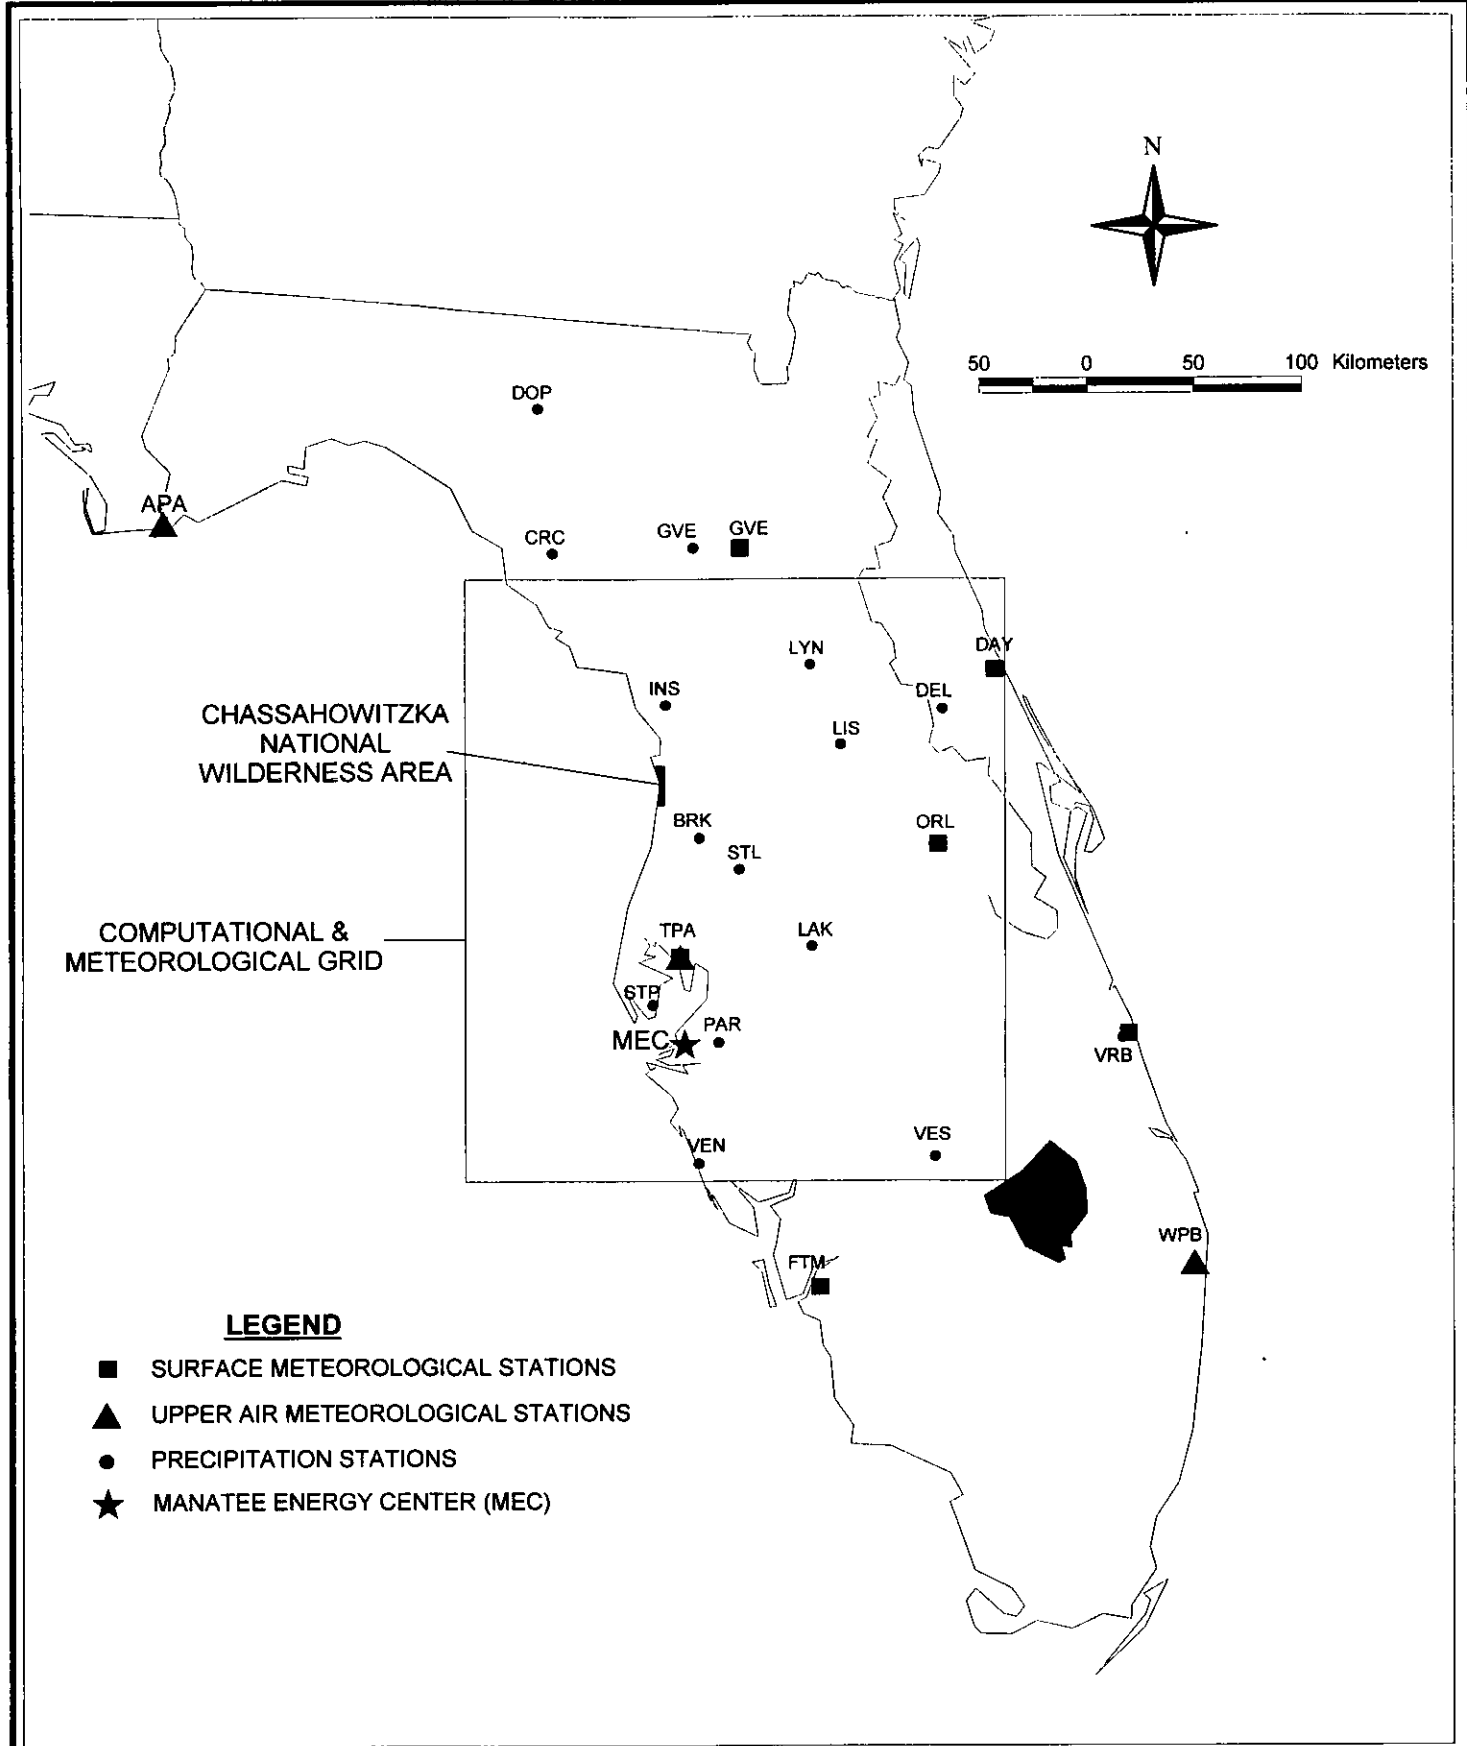 N
50 0 50 100 Kilometers
DOP
APA
CRC
GVE
GVE
LYN
DAY
INS
DEL
CHASSAHOWITZKA
NATIONAL
WILDERNESS AREA
LIS
BRK
ORL
STL
TPA
LAK
COMPUTATIONAL &
METEOROLOGICAL GRID
STP
MEC
PAR
VRB
VEN
VES
WPB
FTM
LEGEND
SURFACE METEOROLOGICAL STATIONS
UPPER AIR METEOROLOGICAL STATIONS
PRECIPITATION STATIONS
MANATEE ENERGY CENTER (MEC)